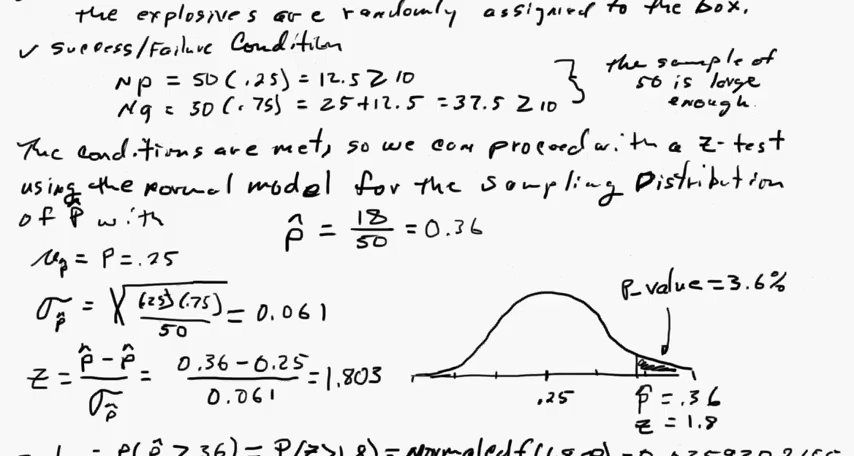 the explosives are randomly assigned to the box.
✓ Success/Failure Condition
np = 50(.25) = 12.5 ≥ 10
nq = 50(.75) = 25+12.5 = 37.5 ≥ 10
the sample of
50 is large
enough.
The conditions are met, so we can proceed with a z-test
using the normal model for the Sampling Distribution
of p̂ with
p̂ = 18/50 = 0.36
μp̂ = P = .25
σp̂ = √((.25)(.75)/50) = 0.061
P-value = 3.6%
z = (p̂ - p̂)/σp̂ = (0.36 - 0.25)/0.061 = 1.803
.25
p̂ = .36
z = 1.8